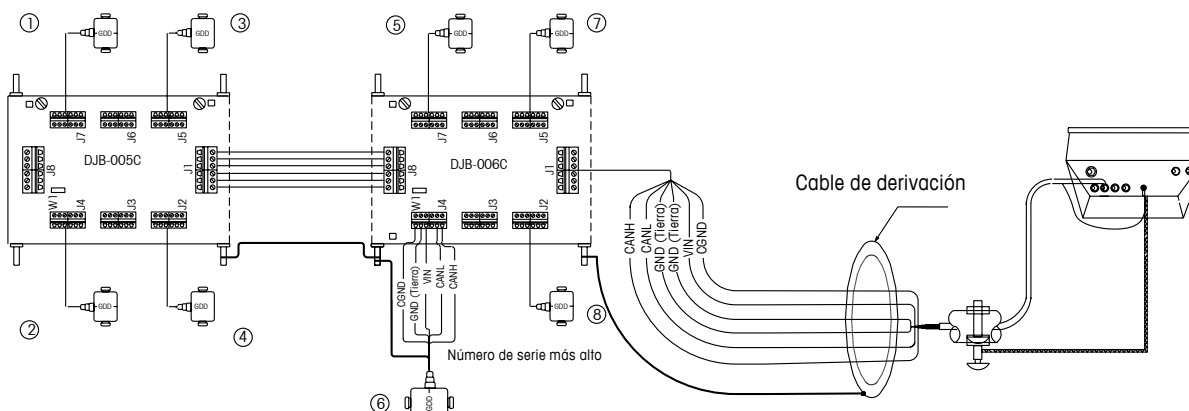 ① GDD
③ GDD
⑤ GDD
⑦ GDD
J7 J6 J5
DJB-005C
J8 J1
W1 J4 J3 J2
J7 J6 J5
DJB-006C
J8 J1
W1 J4 J3 J2
Cable de derivación
CANH
CANL
GND (Tierra)
GND (Tierra)
VIN
CGND
CGND
GND (Tierra)
VIN
CANL
CANH
② GDD
④ GDD
GDD ⑧
Número de serie más alto
⑥ GDD